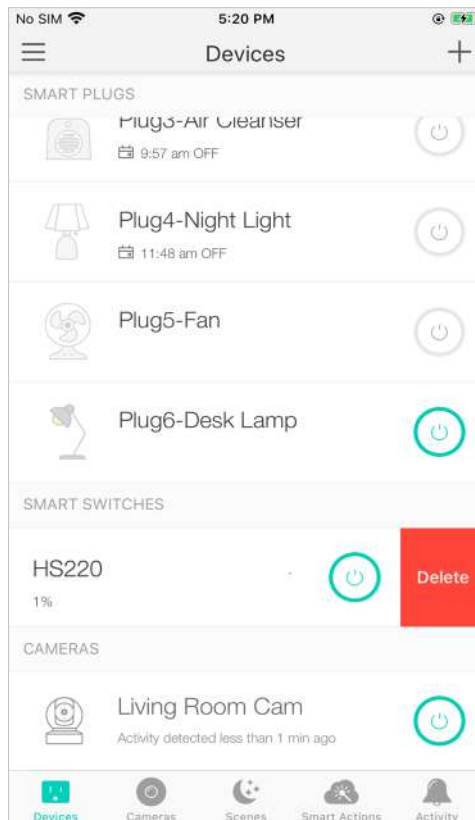 No SIM 5:20 PM
Devices
SMART PLUGS
Plug3-Air Cleanser
9:57 am OFF
Plug4-Night Light
11:48 am OFF
Plug5-Fan
Plug6-Desk Lamp
SMART SWITCHES
HS220
1%
Delete
CAMERAS
Living Room Cam
Activity detected less than 1 min ago
Devices Cameras Scenes Smart Actions Activity